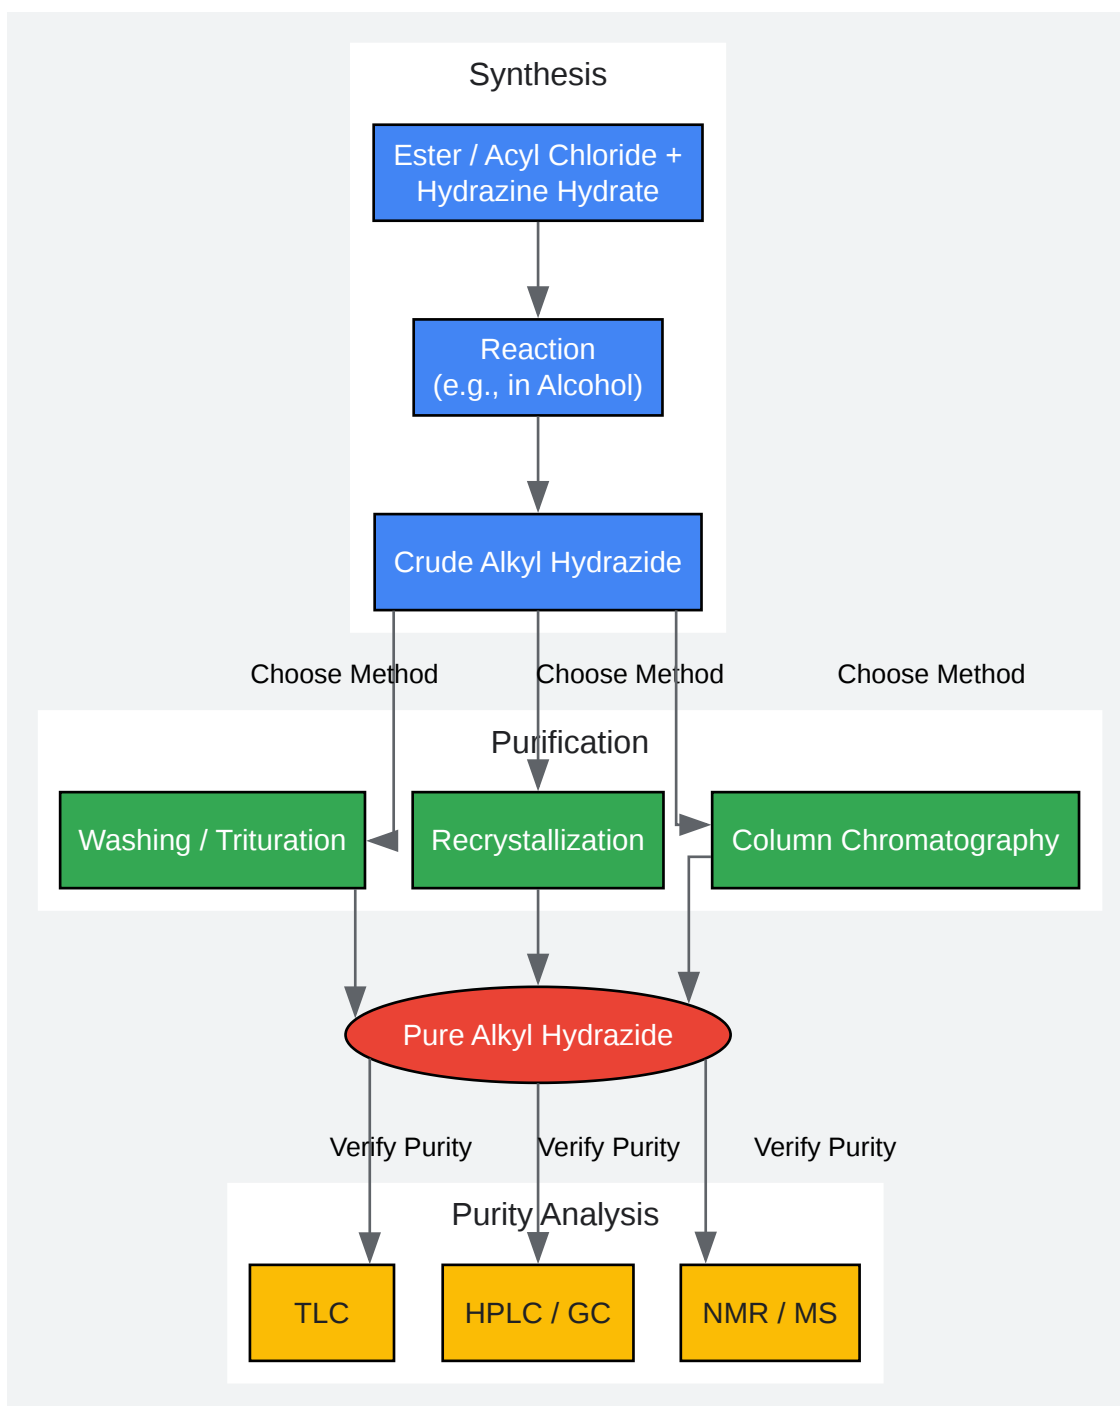 Synthesis
Ester / Acyl Chloride +
Hydrazine Hydrate
Reaction
(e.g., in Alcohol)
Crude Alkyl Hydrazide
Choose Method
Choose Method
Choose Method
Purification
Washing / Trituration
Recrystallization
Column Chromatography
Pure Alkyl Hydrazide
Verify Purity
Verify Purity
Verify Purity
Purity Analysis
TLC
HPLC / GC
NMR / MS